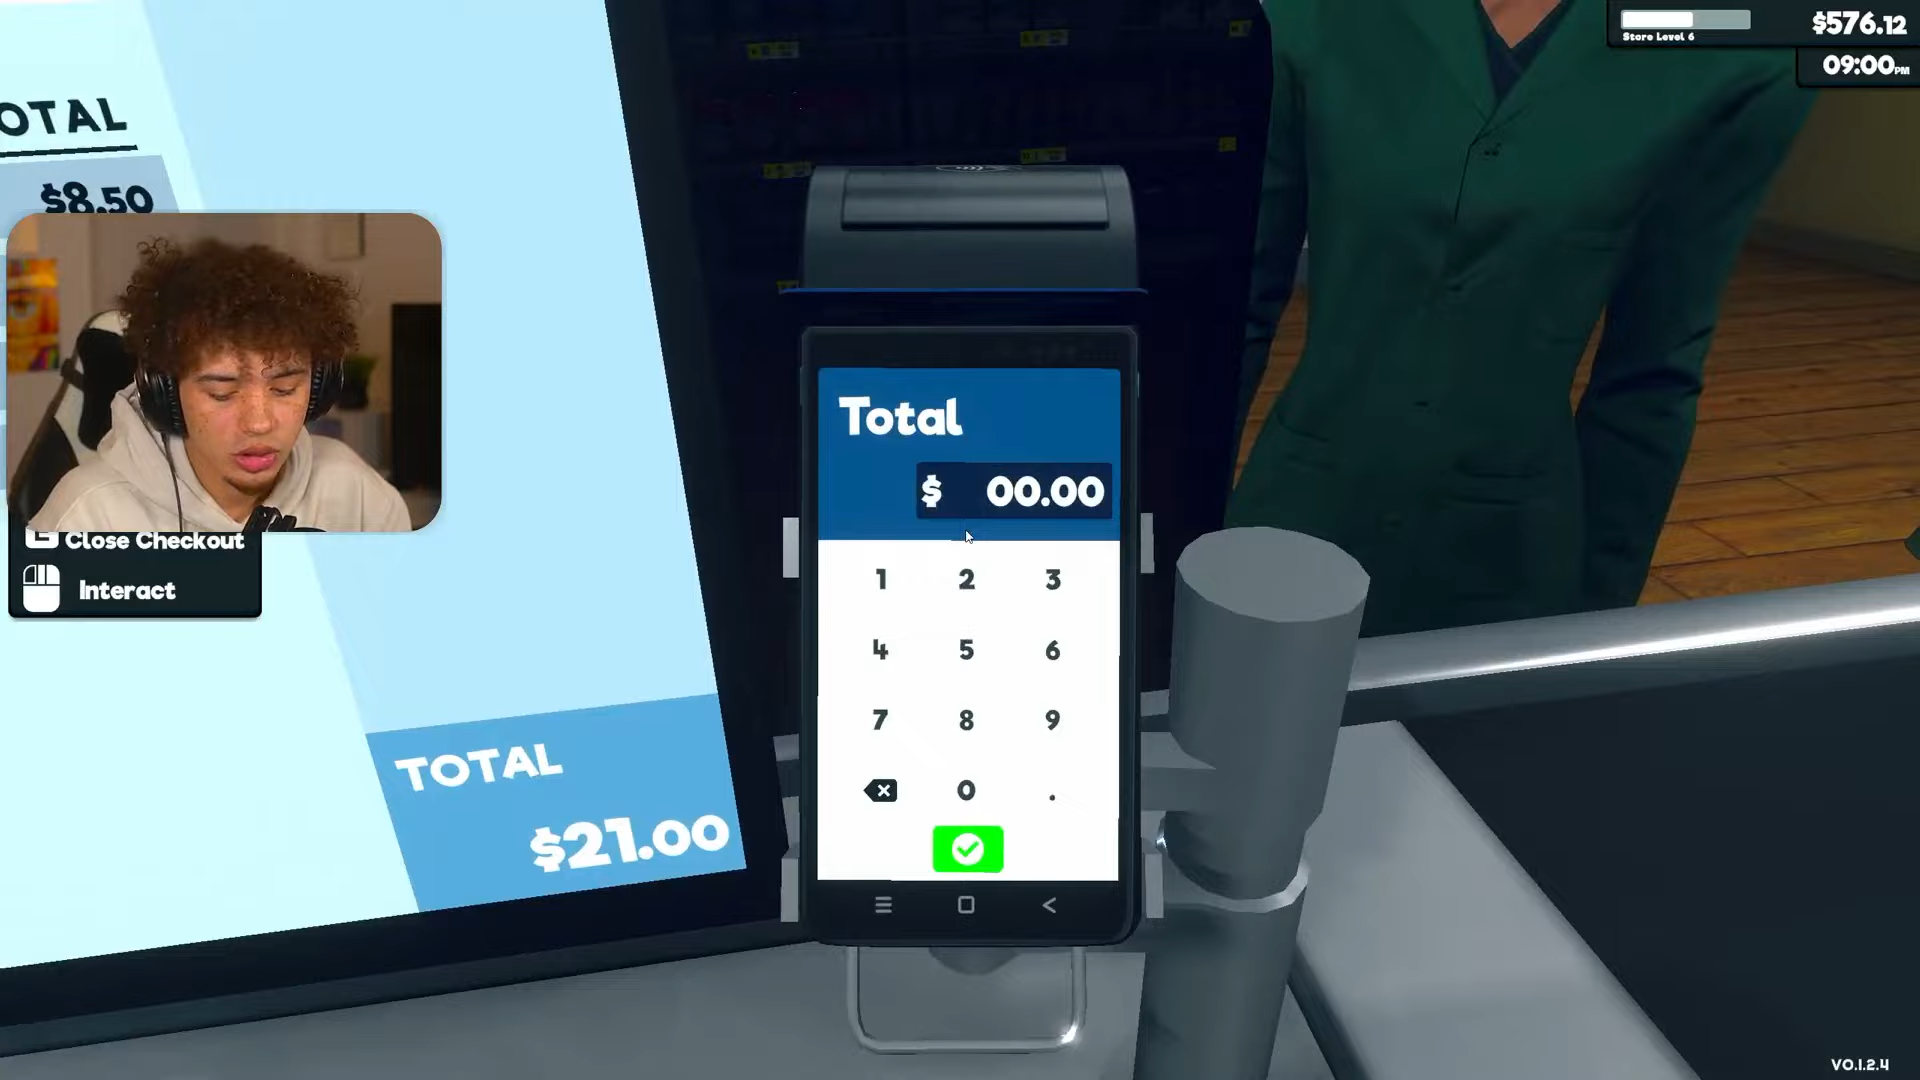 $576.12
Store Level 6
09:00PM
OTAL
$8.50
Close Checkout
Interact
Total
$ 00.00
1 2 3
4 5 6
7 8 9
0 .
TOTAL
$21.00
V0.1.2.4